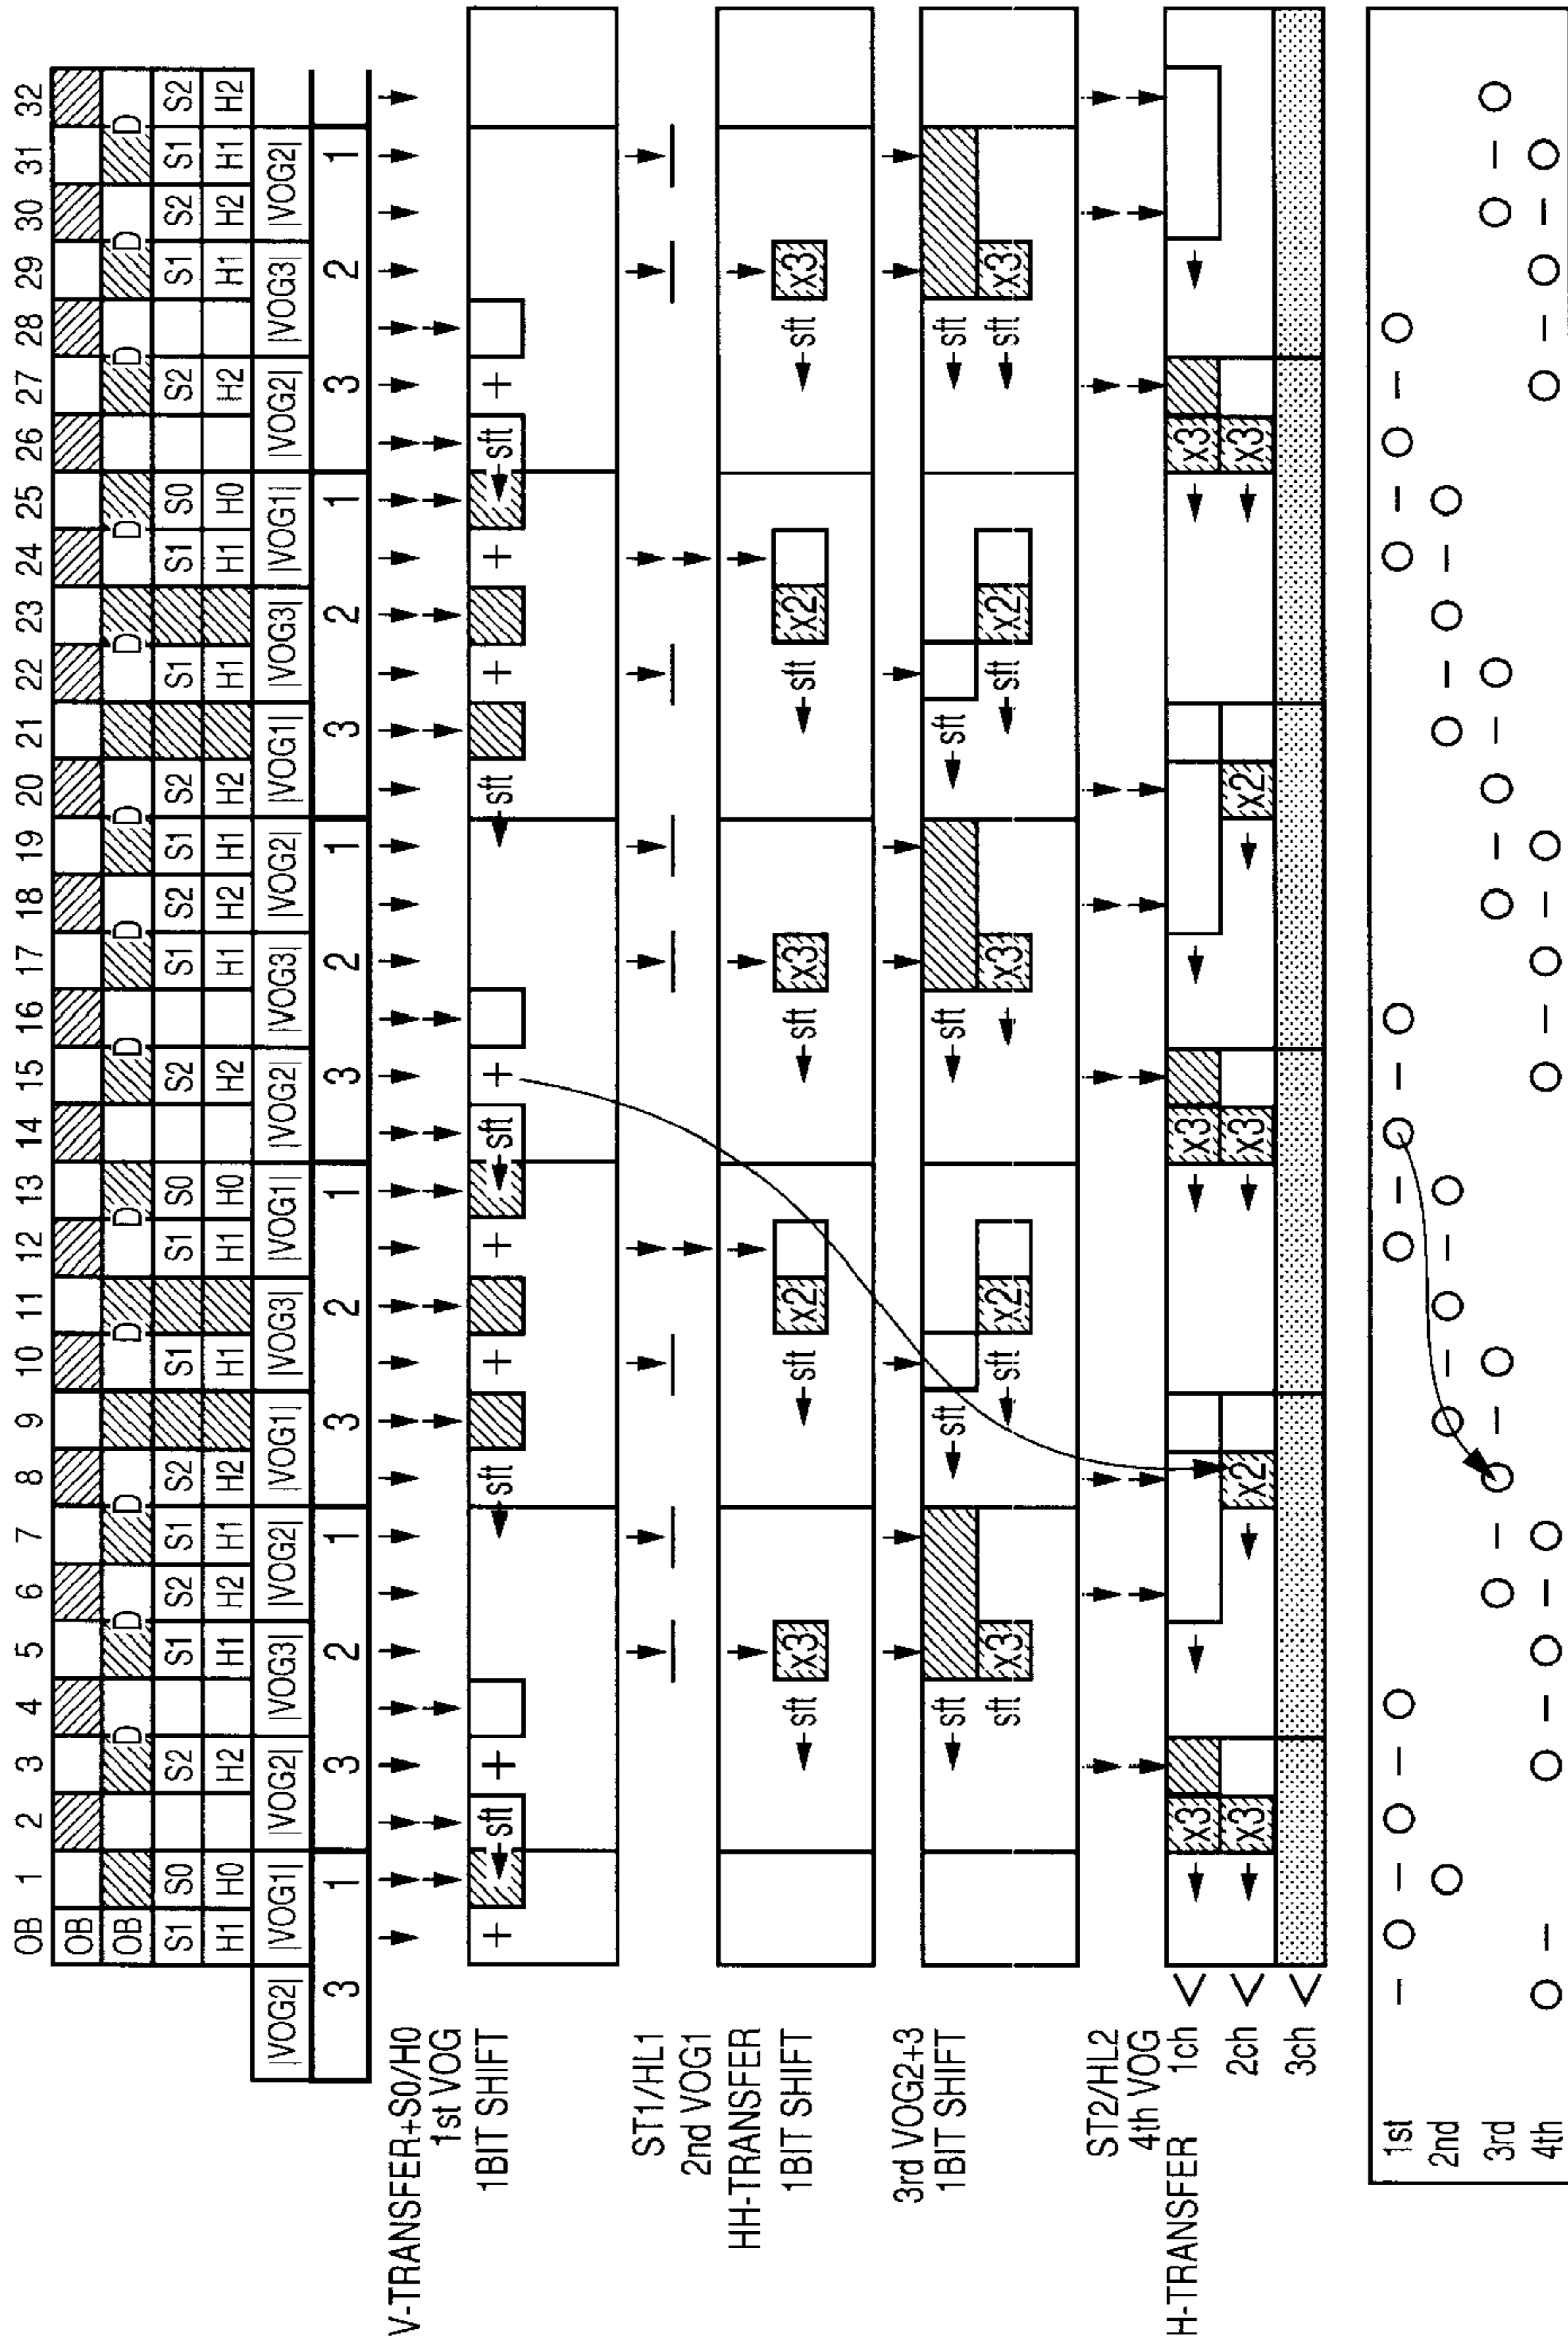 OB 1 2 3 4 5 6 7 8 9 10 11 12 13 14 15 16 17 18 19 20 21 22 23 24 25 26 27 28 29 30 31 32
OB
OB D D D D D D D D D D D D
S1 S0 S2 S1 S2 S1 S2 S1 S1 S0 S2 S1 S2 S1 S2 S1 S1 S0 S2 S1 S2 S1 S2
H1 H0 H2 H1 H2 H1 H2 H1 H1 H0 H2 H1 H2 H1 H2 H1 H1 H0 H2 H1 H2 H1 H2
|VOG2| |VOG1| |VOG2| |VOG3| |VOG2| |VOG1| |VOG3| |VOG1| |VOG2| |VOG3| |VOG2| |VOG1| |VOG3| |VOG1| |VOG2| |VOG3| |VOG2|
3 1 3 2 1 3 2 1 3 2 1 3 2 1 3 2 1
V-TRANSFER+S0/H0
1st VOG
1BIT SHIFT
+ sft + sft + + sft + sft + + sft +
ST1/HL1
2nd VOG1
HH-TRANSFER
1BIT SHIFT
sft x3 sft x2 sft x3 sft x2 sft x3
3rd VOG2+3
1BIT SHIFT
sft sft sft sft sft sft
sft x3 sft x2 x3 sft x2 sft x3
ST2/HL2
4th VOG
H-TRANSFER 1ch < x3 x3 x3
2ch < x3 x2 x3 x2 x3
3ch <
1st – ○ – ○ – ○ ○ – ○ – ○ ○ – ○ – ○
2nd ○ ○ – ○ – ○ ○ – ○ – ○
3rd ○ – ○ – ○ ○ – ○ – ○ ○ – ○
4th ○ – ○ – ○ – ○ ○ – ○ – ○ ○ – ○ – ○